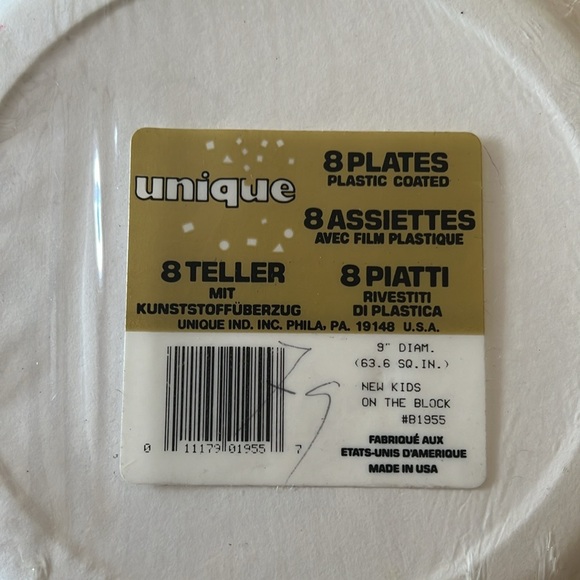 unique
8 PLATES
PLASTIC COATED
8 ASSIETTES
AVEC FILM PLASTIQUE
8 TELLER
MIT
KUNSTSTOFFÜBERZUG
8 PIATTI
RIVESTITI
DI PLASTICA
UNIQUE IND. INC. PHILA, PA. 19148 U.S.A.
9" DIAM.
(63.6 SQ.IN.)
NEW KIDS
ON THE BLOCK
#B1955
FABRIQUÉ AUX
ETATS-UNIS D'AMERIQUE
MADE IN USA
0 11179 01955 7